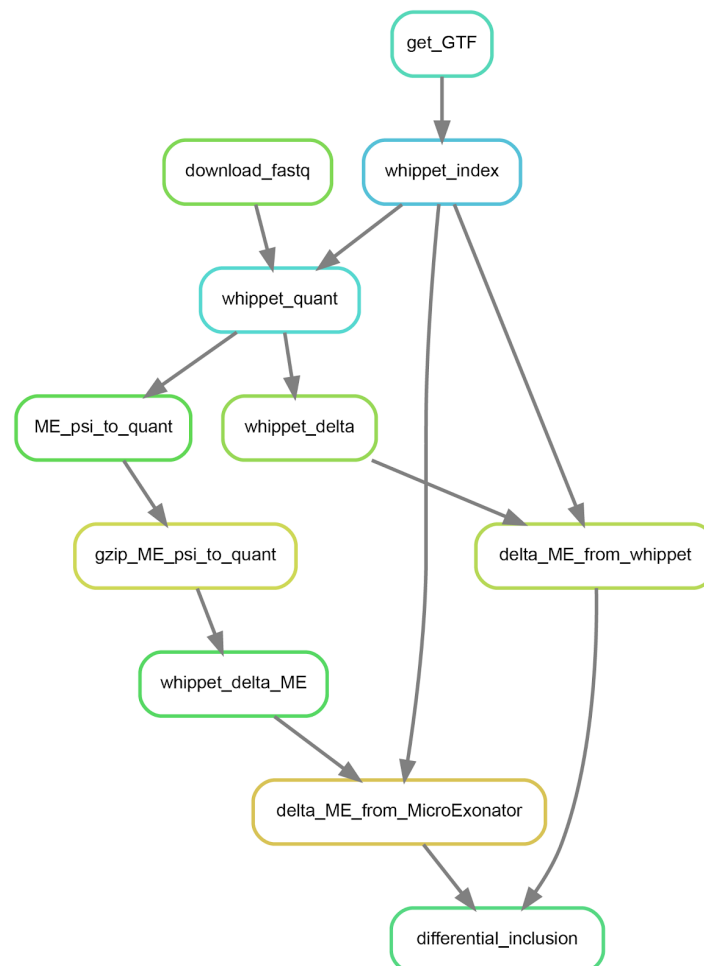 get_GTF
download_fastq
whippet_index
whippet_quant
ME_psi_to_quant
whippet_delta
gzip_ME_psi_to_quant
delta_ME_from_whippet
whippet_delta_ME
delta_ME_from_MicroExonator
differential_inclusion